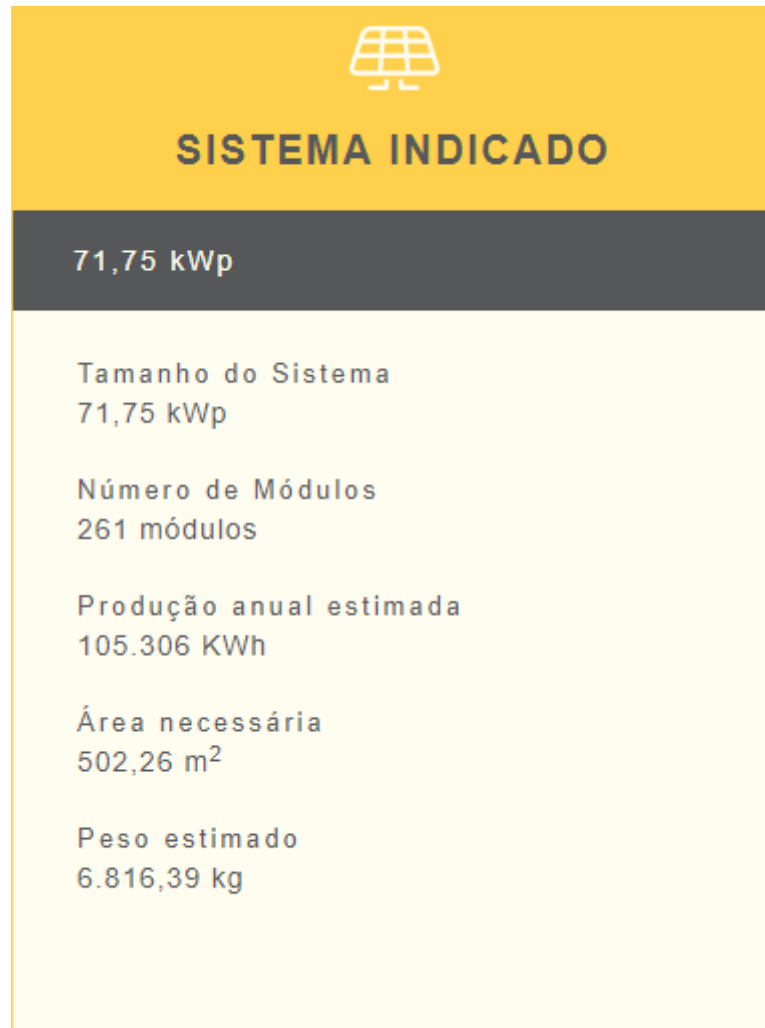 SISTEMA INDICADO
71,75 kWp
Tamanho do Sistema
71,75 kWp
Número de Módulos
261 módulos
Produção anual estimada
105.306 KWh
Área necessária
502,26 m²
Peso estimado
6.816,39 kg